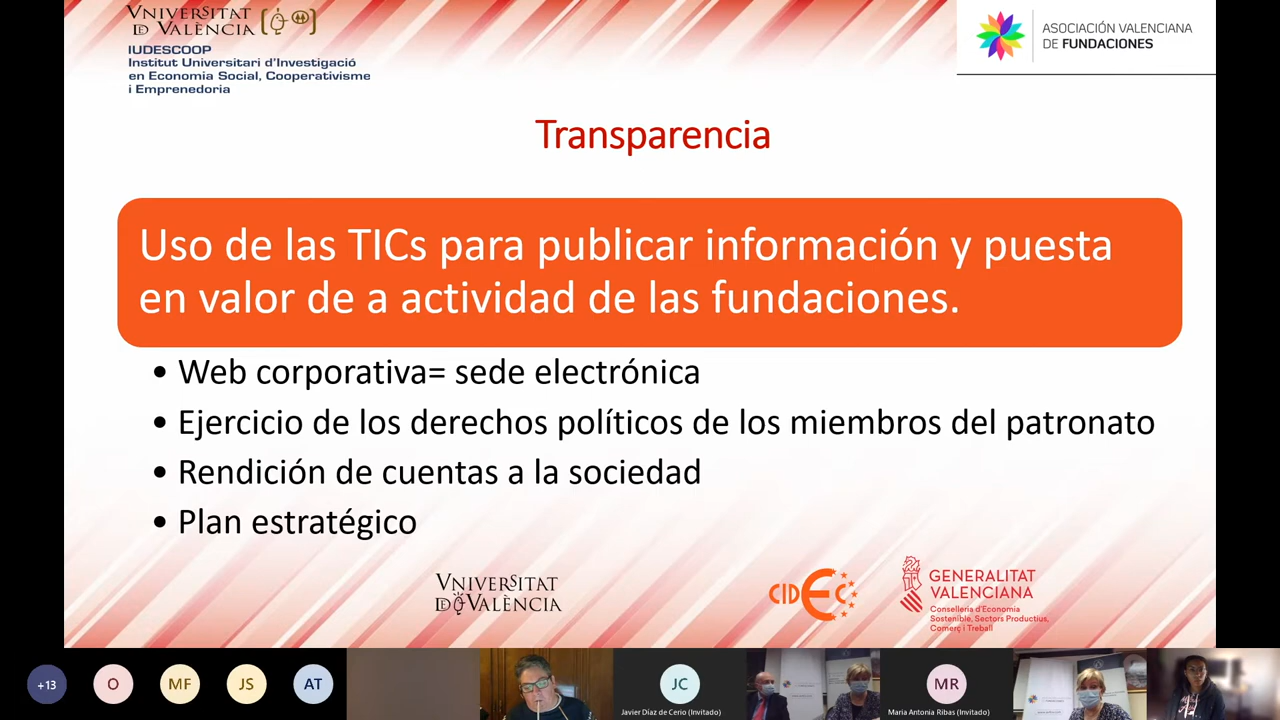 VNIVERSITAT
DE VALÈNCIA
IUDESCOOP
Institut Universitari d'Investigació
en Economia Social, Cooperativisme
i Emprenedoria
ASOCIACIÓN VALENCIANA
DE FUNDACIONES
Transparencia
Uso de las TICs para publicar información y puesta
en valor de a actividad de las fundaciones.
• Web corporativa= sede electrónica
• Ejercicio de los derechos políticos de los miembros del patronato
• Rendición de cuentas a la sociedad
• Plan estratégico
VNIVERSITAT
DE VALÈNCIA
CIDEC
GENERALITAT
VALENCIANA
Conselleria d'Economia
Sostenible, Sectors Productius,
Comerç i Treball
+13
O
MF
JS
AT
JC
Javier Díaz de Cerio (Invitado)
MR
Maria Antonia Ribas (Invitado)